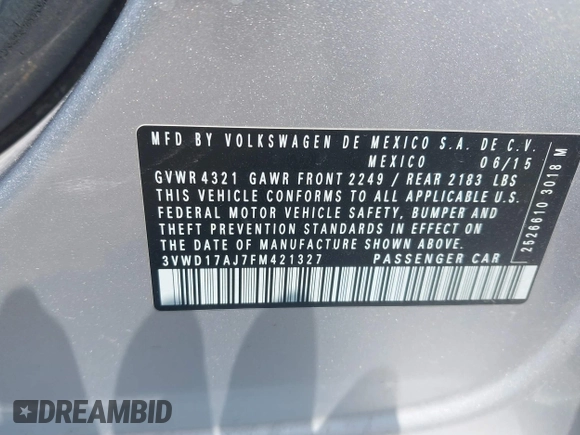 MFD BY VOLKSWAGEN DE MEXICO S.A. DE C.V.
MEXICO 06/15
GVWR 4321 GAWR FRONT 2249 / REAR 2183 LBS
THIS VEHICLE CONFORMS TO ALL APPLICABLE U.S.
FEDERAL MOTOR VEHICLE SAFETY, BUMPER AND
THEFT PREVENTION STANDARDS IN EFFECT ON
THE DATE OF MANUFACTURE SHOWN ABOVE.
3VWD17AJ7FM421327 PASSENGER CAR
2526610 3018 M
DREAMBID